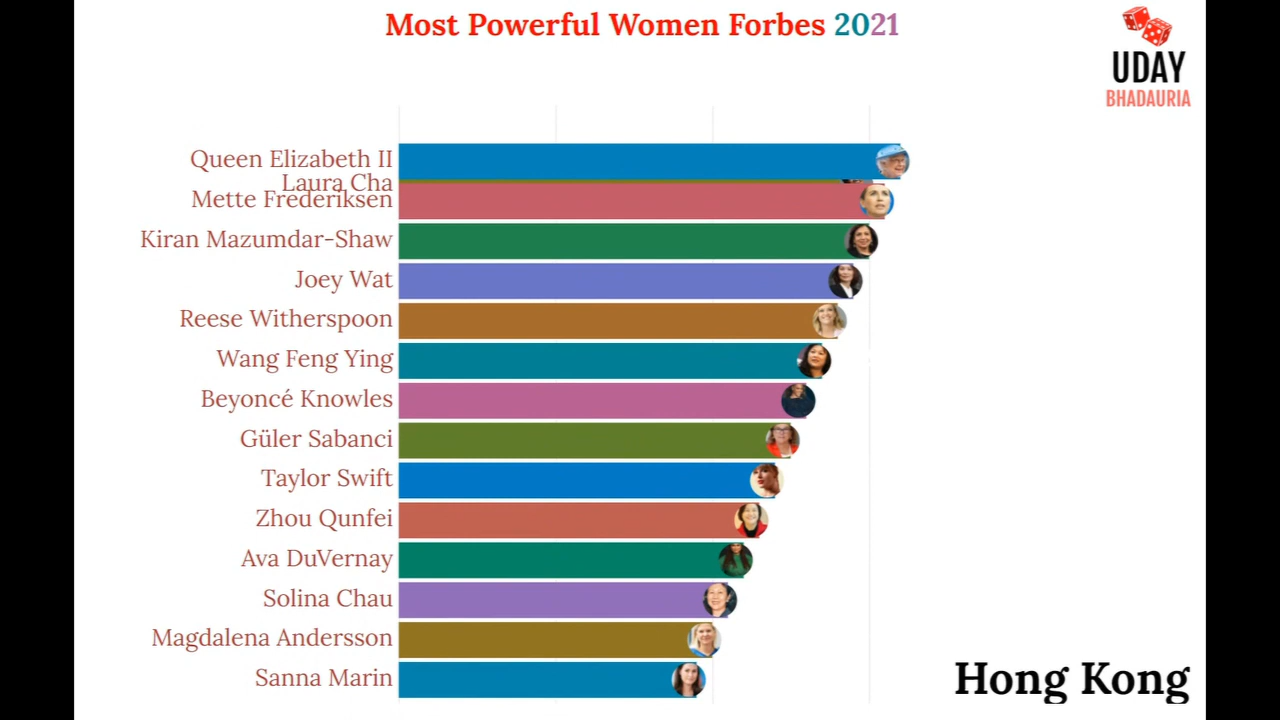 Most Powerful Women Forbes 2021
UDAY
BHADAURIA
Queen Elizabeth II
Laura Cha
Mette Frederiksen
Kiran Mazumdar-Shaw
Joey Wat
Reese Witherspoon
Wang Feng Ying
Beyoncé Knowles
Güler Sabanci
Taylor Swift
Zhou Qunfei
Ava DuVernay
Solina Chau
Magdalena Andersson
Sanna Marin
Hong Kong